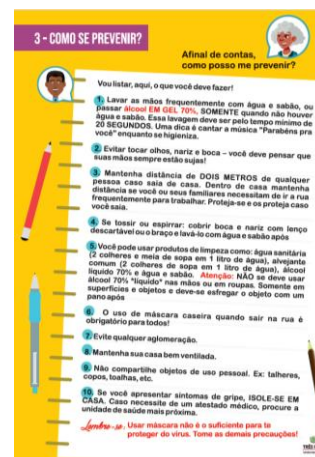 3 - COMO SE PREVENIR?
Afinal de contas,
como posso me prevenir?
Vou listar, aqui, o que você deve fazer!
1. Lavar as mãos frequentemente com água e sabão, ou
passar álcool EM GEL 70%, SOMENTE quando não houver
água e sabão. Essa lavagem deve ser pelo tempo mínimo de
20 SEGUNDOS. Uma dica é cantar a música "Parabéns pra
você" enquanto se higieniza.
2. Evitar tocar olhos, nariz e boca – você deve pensar que
suas mãos sempre estão sujas!
3. Mantenha distância de DOIS METROS de qualquer
pessoa caso saia de casa. Dentro de casa mantenha
distância se você ou seus familiares necessitam de ir a rua
frequentemente para trabalhar. Proteja-se e os proteja caso
você saia.
4. Se tossir ou espirrar: cobrir boca e nariz com lenço
descartável ou o braço e lavá-lo com água e sabão após
5. Você pode usar produtos de limpeza como: água sanitária
(2 colheres e meia de sopa em 1 litro de água), alvejante
comum (2 colheres de sopa em 1 litro de água), álcool
líquido 70% e água e sabão. Atenção: NÃO se deve usar
álcool 70% "líquido" nas mãos ou em roupas. Somente em
superfícies e objetos e deve-se esfregar o objeto com um
pano após
6. O uso de máscara caseira quando sair na rua é
obrigatório para todos!
7. Evite qualquer aglomeração.
8. Mantenha sua casa bem ventilada.
9. Não compartilhe objetos de uso pessoal. Ex: talheres,
copos, toalhas, etc.
10. Se você apresentar sintomas de gripe, ISOLE-SE EM
CASA. Caso necessite de um atestado médico, procure a
unidade de saúde mais próxima.
Lembre-se. Usar máscara não é o suficiente para te
proteger do vírus. Tome as demais precauções!